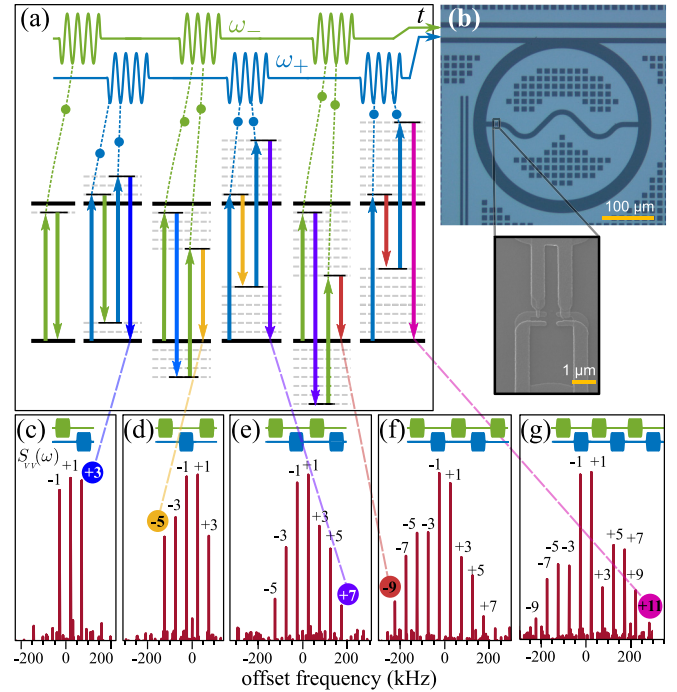 (a)
ω₋
t
ω₊
(b)
100 μm
1 μm
(c)
S_vv(ω)
-1
+1
+3
(d)
-5
-3
-1
+1
+3
(e)
-5
-3
-1
+1
+3
+5
+7
(f)
-9
-7
-5
-3
-1
+1
+3
+5
+7
(g)
-9
-7
-5
-3
-1
+1
+3
+5
+7
+9
+11
-200 0 200
-200 0 200
-200 0 200
-200 0 200
-200 0 200
offset frequency (kHz)